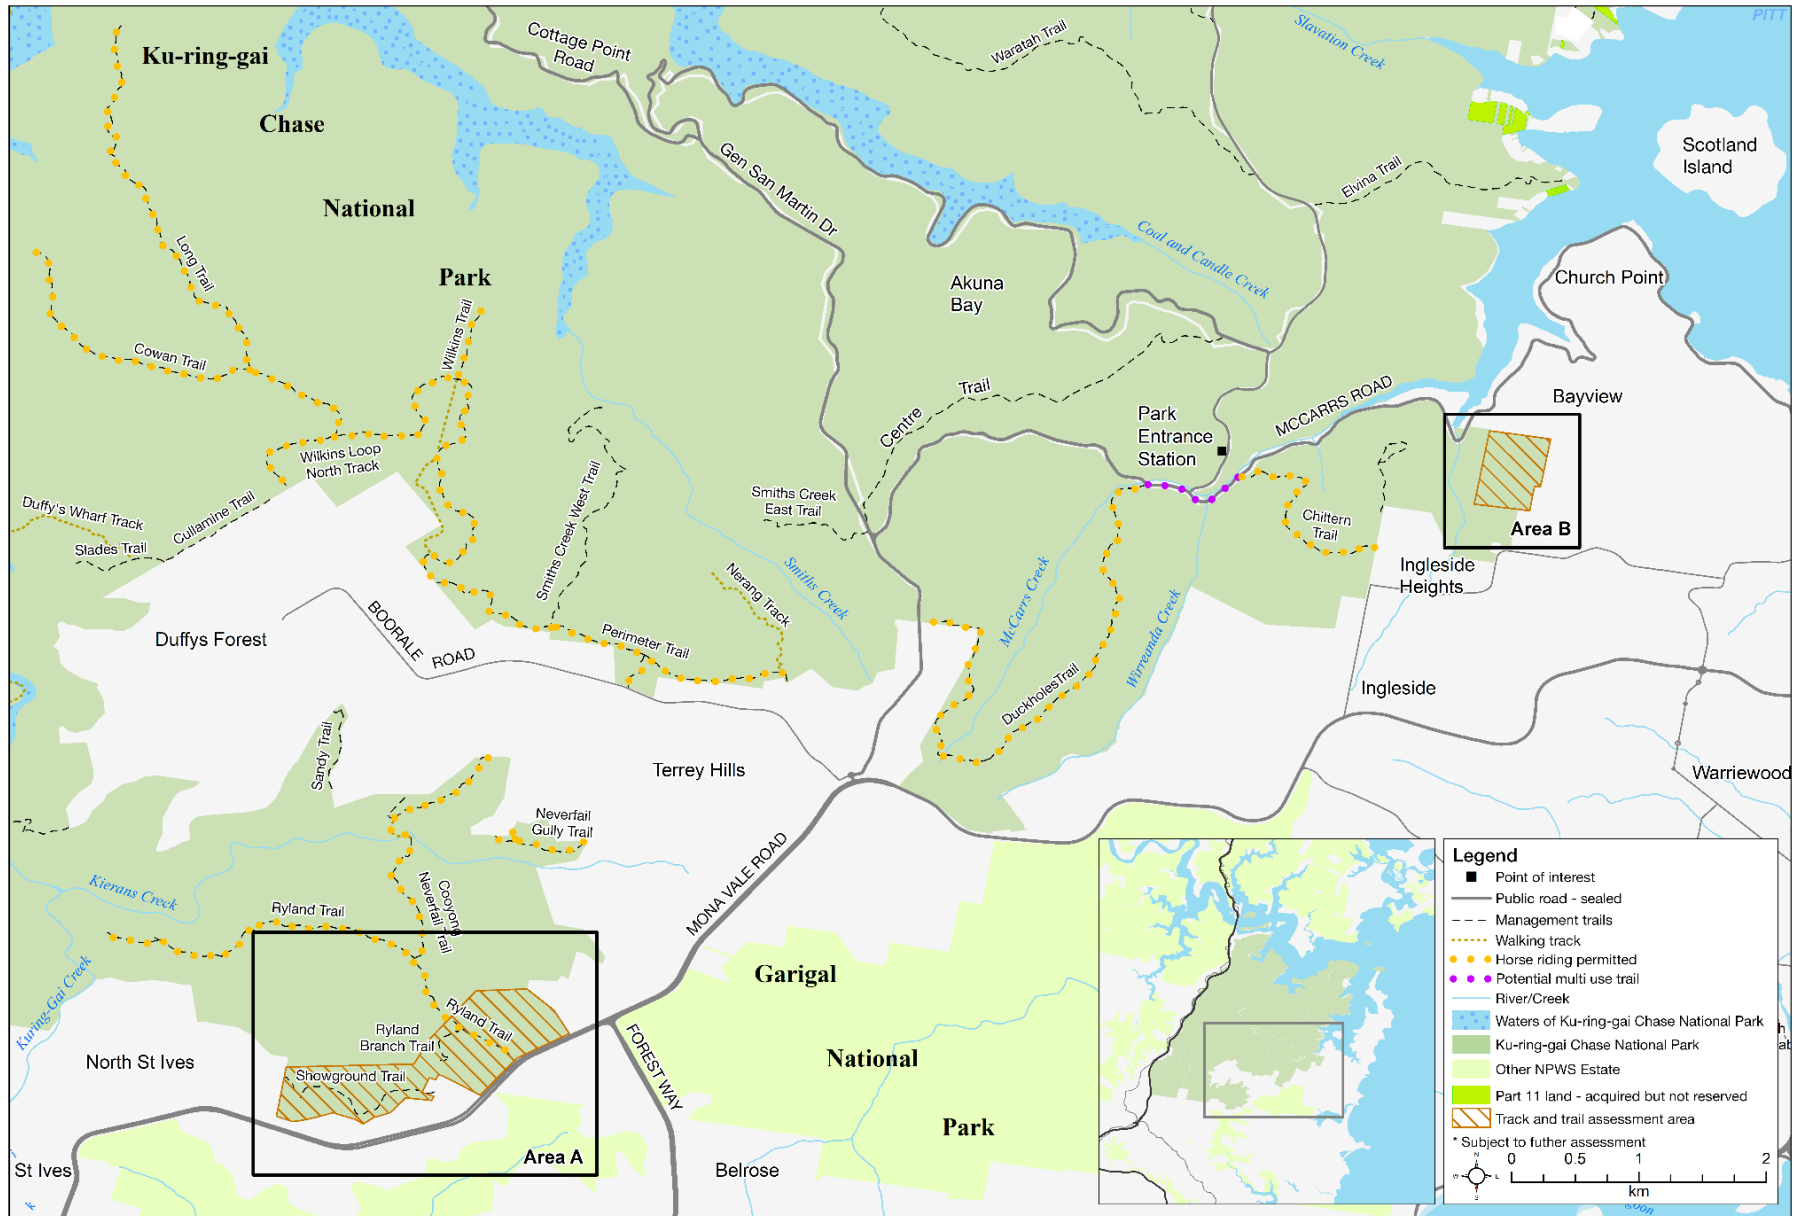 PITT
Ku-ring-gai
Chase
National
Park
Cottage Point
Road
Waratah Trail
Slavation Creek
Scotland
Island
Elvina Trail
Gen San Martin Dr
Coal and Candle Creek
Church Point
Long Trail
Akuna
Bay
Cowan Trail
Wilkins Trail
Bayview
Centre
Trail
Park
Entrance
Station
MCCARRS ROAD
Wilkins Loop
North Track
Smiths Creek West Trail
Smiths Creek
East Trail
Duffy's Wharf Track
Cullamine Trail
Slades Trail
Chiltern
Trail
Area B
Ingleside
Heights
Nerang Track
Smiths Creek
McCarrs Creek
Wirreanda Creek
BOORALE
ROAD
Duffys Forest
Perimeter Trail
DuckholesTrail
Ingleside
Sandy Trail
Terrey Hills
Warriewood
Neverfail
Gully Trail
MONA VALE ROAD
Kierans Creek
Cooyong
Neverfail Trail
Ryland Trail
Kuring-Gai Creek
Garigal
National
Park
Ryland Trail
Ryland
Branch Trail
FOREST WAY
North St Ives
Showground Trail
Area A
St Ives
Belrose
Legend
Point of interest
Public road - sealed
Management trails
Walking track
Horse riding permitted
Potential multi use trail
River/Creek
Waters of Ku-ring-gai Chase National Park
Ku-ring-gai Chase National Park
Other NPWS Estate
Part 11 land - acquired but not reserved
Track and trail assessment area
* Subject to futher assessment
N
S
0 0.5 1 2
km